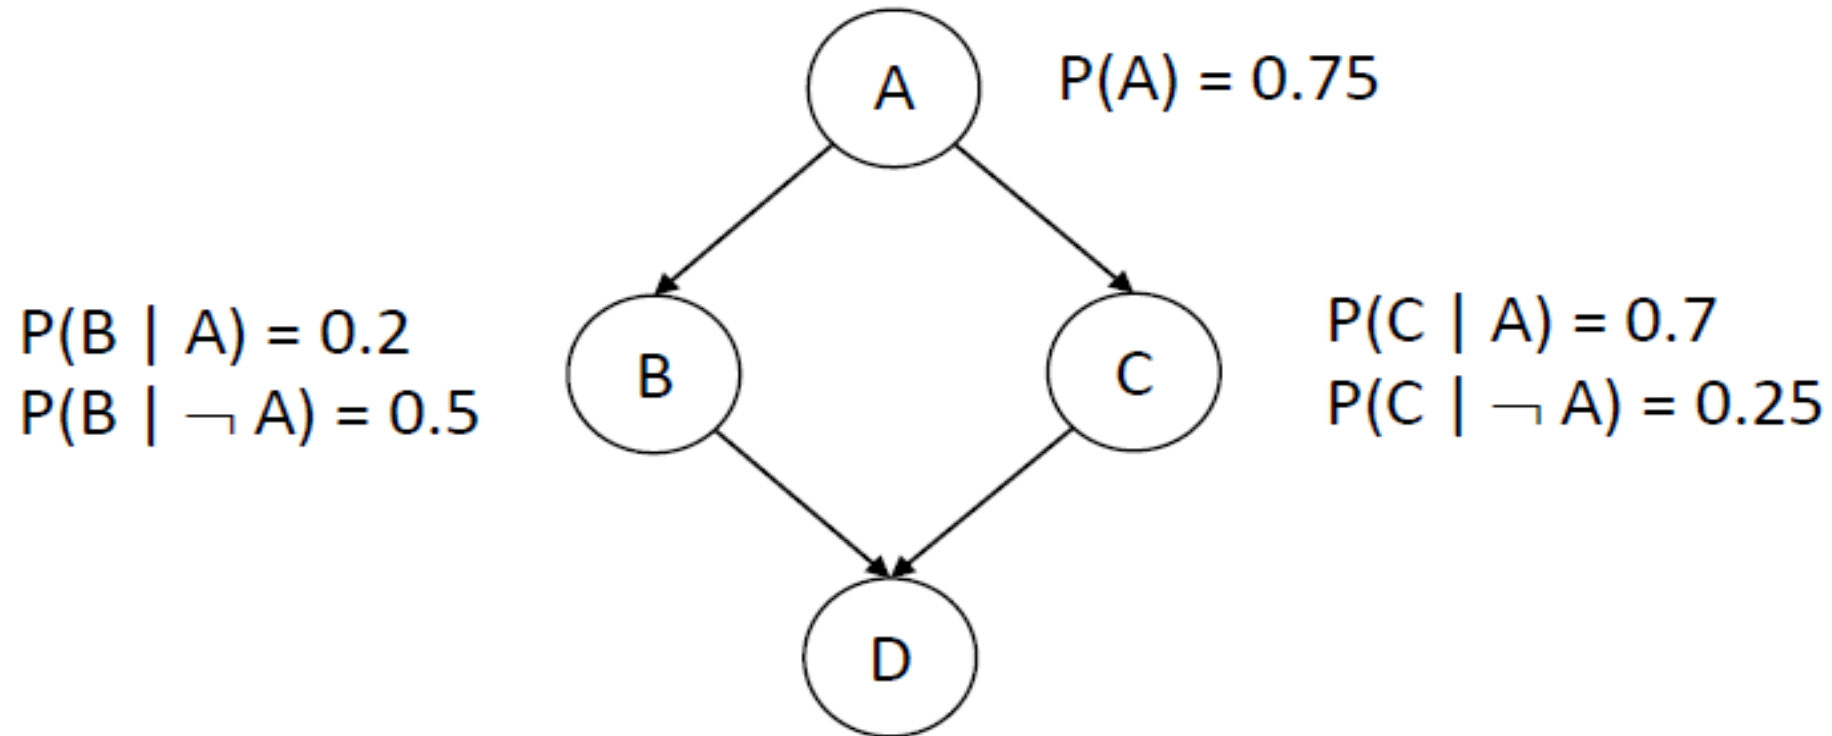 A
P(A) = 0.75
P(B | A) = 0.2
P(B | ¬ A) = 0.5
B
C
P(C | A) = 0.7
P(C | ¬ A) = 0.25
D